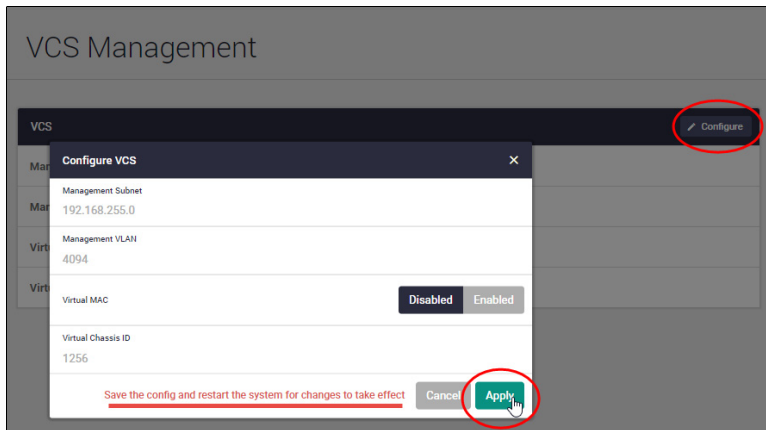 VCS Management
VCS
Configure
Configure VCS
Management Subnet
192.168.255.0
Management VLAN
4094
Virtual MAC
Disabled Enabled
Virtual Chassis ID
1256
Save the config and restart the system for changes to take effect
Cancel
Apply